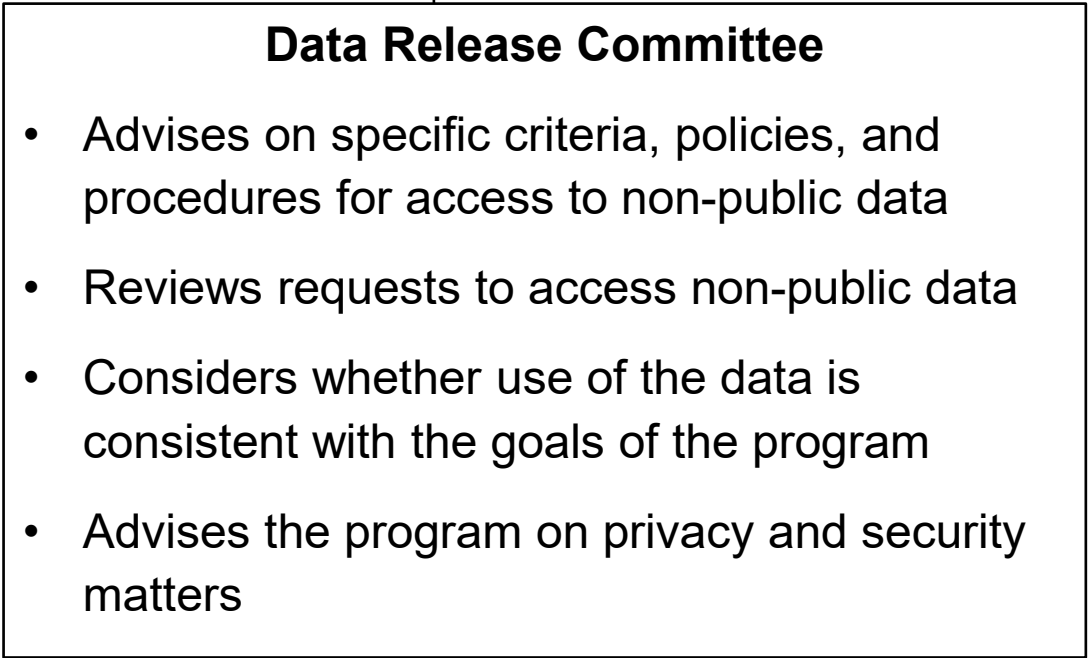 Data Release Committee
• Advises on specific criteria, policies, and
procedures for access to non-public data
• Reviews requests to access non-public data
• Considers whether use of the data is
consistent with the goals of the program
• Advises the program on privacy and security
matters